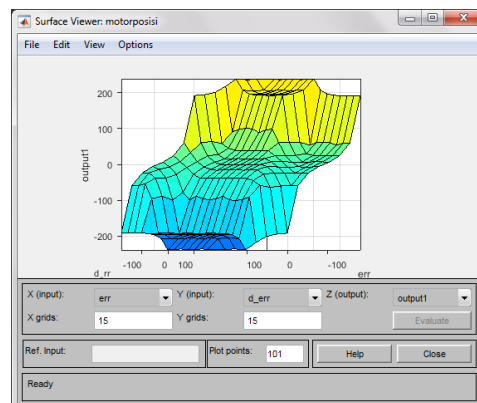 Surface Viewer: motorposisi
File Edit View Options
200
100
0
-100
-200
output1
-100 0 100 100 0 -100
d_rr err
X (input): err Y (input): d_err Z (output): output1
X grids: 15 Y grids: 15 Evaluate
Ref. Input: Plot points: 101 Help Close
Ready